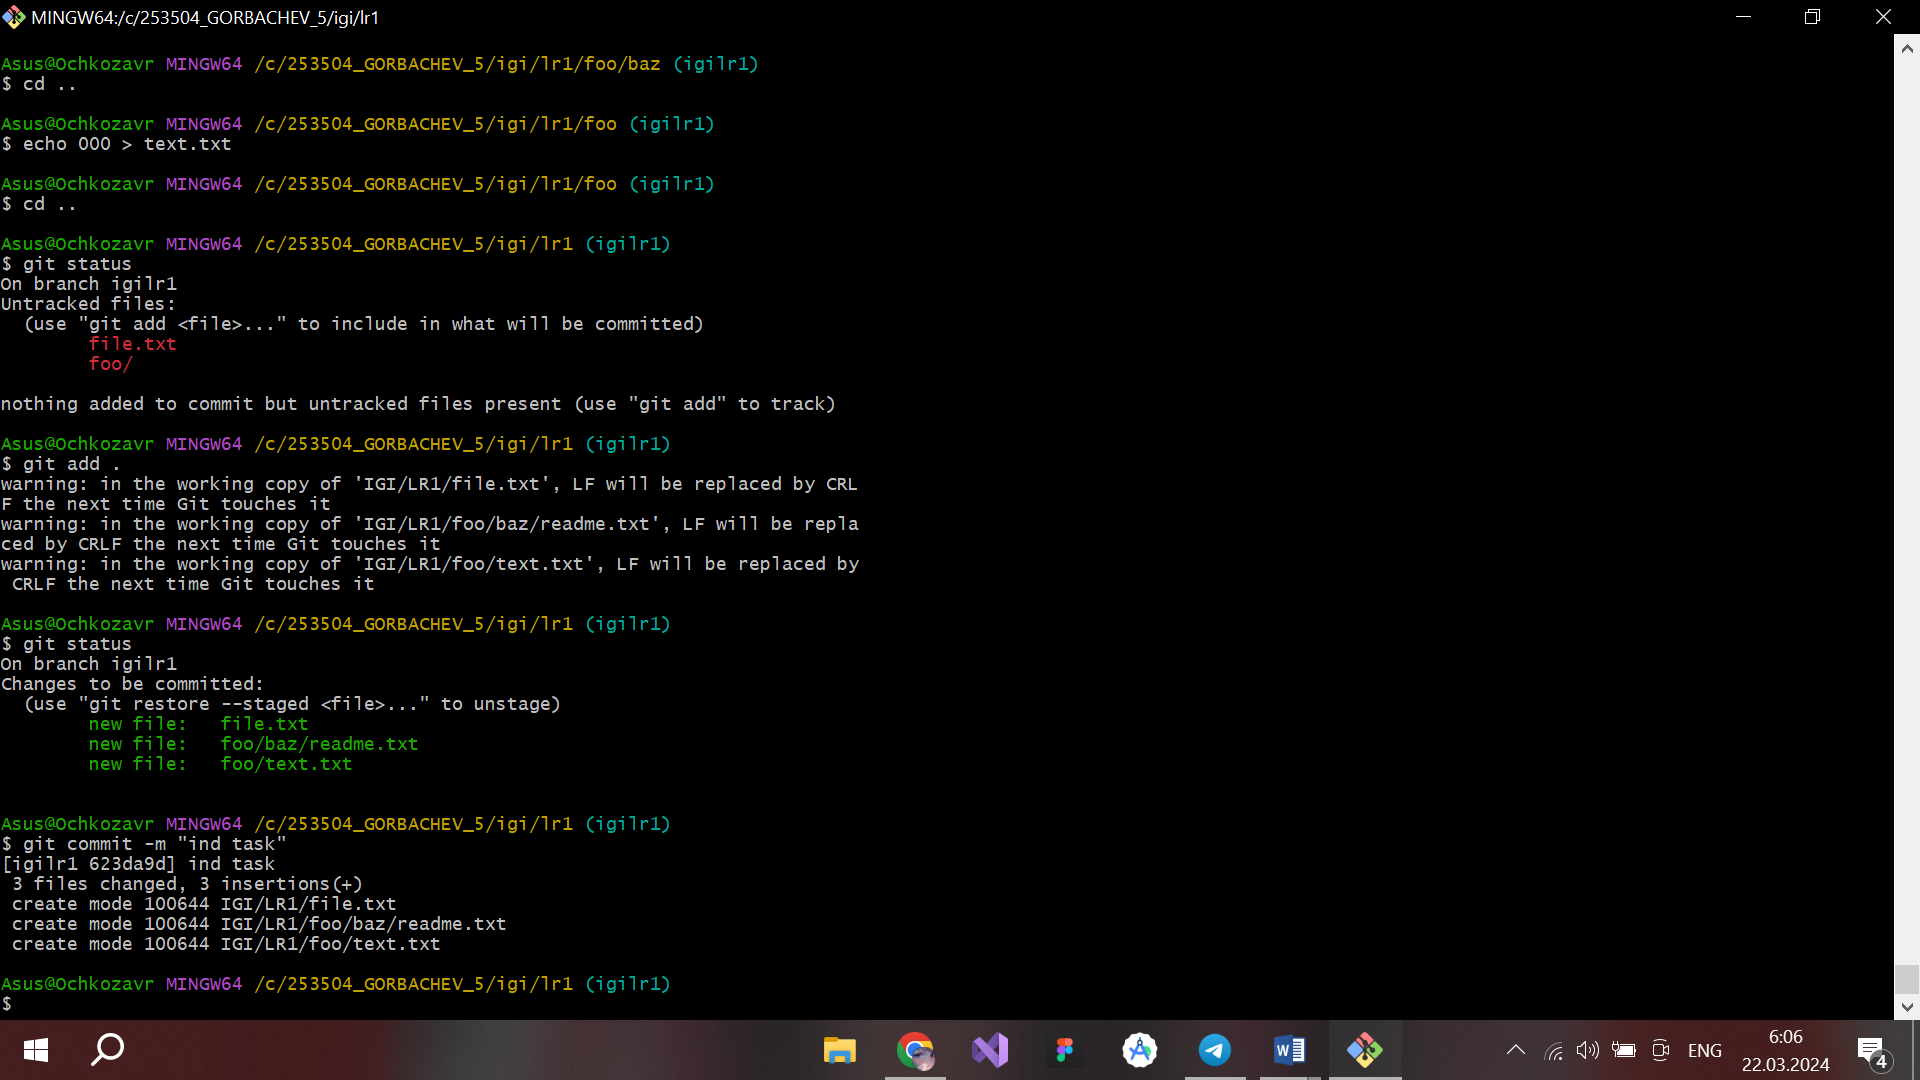 MINGW64:/c/253504_GORBACHEV_5/igi/lr1
Asus@Ochkozavr MINGW64 /c/253504_GORBACHEV_5/igi/lr1/foo/baz (igilr1)
$ cd ..
Asus@Ochkozavr MINGW64 /c/253504_GORBACHEV_5/igi/lr1/foo (igilr1)
$ echo OOO > text.txt
Asus@Ochkozavr MINGW64 /c/253504_GORBACHEV_5/igi/lr1/foo (igilr1)
$ cd ..
Asus@Ochkozavr MINGW64 /c/253504_GORBACHEV_5/igi/lr1 (igilr1)
$ git status
On branch igilr1
Untracked files:
  (use "git add <file>..." to include in what will be committed)
        file.txt
        foo/
nothing added to commit but untracked files present (use "git add" to track)
Asus@Ochkozavr MINGW64 /c/253504_GORBACHEV_5/igi/lr1 (igilr1)
$ git add .
warning: in the working copy of 'IGI/LR1/file.txt', LF will be replaced by CRL
F the next time Git touches it
warning: in the working copy of 'IGI/LR1/foo/baz/readme.txt', LF will be repla
ced by CRLF the next time Git touches it
warning: in the working copy of 'IGI/LR1/foo/text.txt', LF will be replaced by
 CRLF the next time Git touches it
Asus@Ochkozavr MINGW64 /c/253504_GORBACHEV_5/igi/lr1 (igilr1)
$ git status
On branch igilr1
Changes to be committed:
  (use "git restore --staged <file>..." to unstage)
        new file:   file.txt
        new file:   foo/baz/readme.txt
        new file:   foo/text.txt
Asus@Ochkozavr MINGW64 /c/253504_GORBACHEV_5/igi/lr1 (igilr1)
$ git commit -m "ind task"
[igilr1 623da9d] ind task
 3 files changed, 3 insertions(+)
 create mode 100644 IGI/LR1/file.txt
 create mode 100644 IGI/LR1/foo/baz/readme.txt
 create mode 100644 IGI/LR1/foo/text.txt
Asus@Ochkozavr MINGW64 /c/253504_GORBACHEV_5/igi/lr1 (igilr1)
$
ENG
6:06
22.03.2024
4